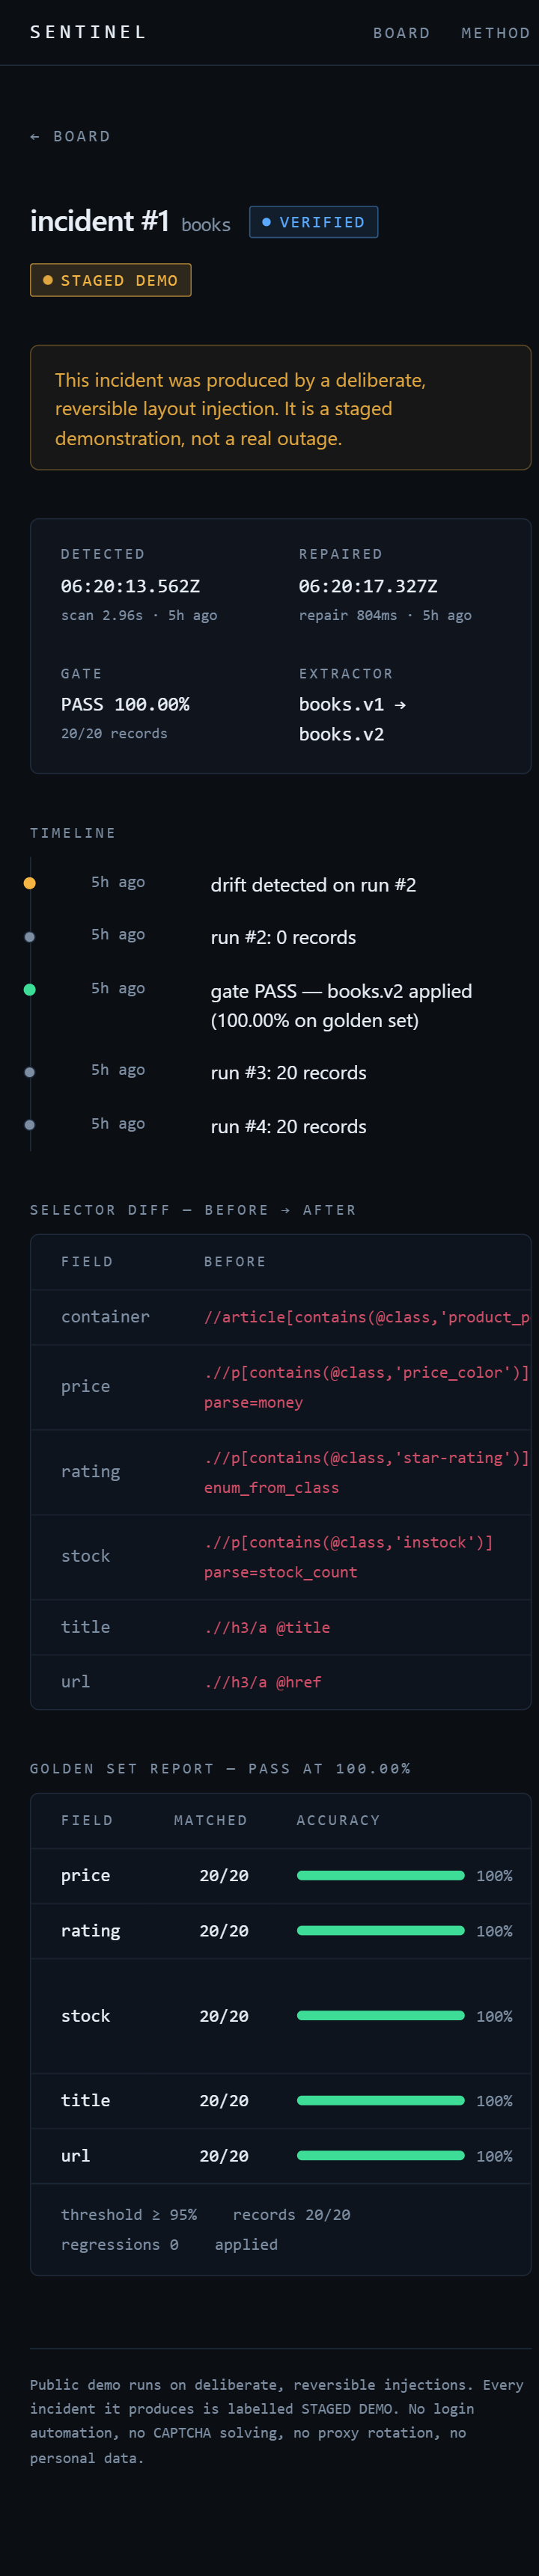 SENTINEL
BOARD METHOD
← BOARD
incident #1 books VERIFIED
STAGED DEMO
This incident was produced by a deliberate,
reversible layout injection. It is a staged
demonstration, not a real outage.
DETECTED REPAIRED
06:20:13.562Z 06:20:17.327Z
scan 2.96s · 5h ago repair 804ms · 5h ago
GATE EXTRACTOR
PASS 100.00% books.v1 →
20/20 records books.v2
TIMELINE
5h ago drift detected on run #2
5h ago run #2: 0 records
5h ago gate PASS — books.v2 applied
(100.00% on golden set)
5h ago run #3: 20 records
5h ago run #4: 20 records
SELECTOR DIFF — BEFORE → AFTER
FIELD BEFORE
container //article[contains(@class,'product_p
price .//p[contains(@class,'price_color')]
parse=money
rating .//p[contains(@class,'star-rating')]
enum_from_class
stock .//p[contains(@class,'instock')]
parse=stock_count
title .//h3/a @title
url .//h3/a @href
GOLDEN SET REPORT — PASS AT 100.00%
FIELD MATCHED ACCURACY
price 20/20 100%
rating 20/20 100%
stock 20/20 100%
title 20/20 100%
url 20/20 100%
threshold ≥ 95% records 20/20
regressions 0 applied
Public demo runs on deliberate, reversible injections. Every
incident it produces is labelled STAGED DEMO. No login
automation, no CAPTCHA solving, no proxy rotation, no
personal data.